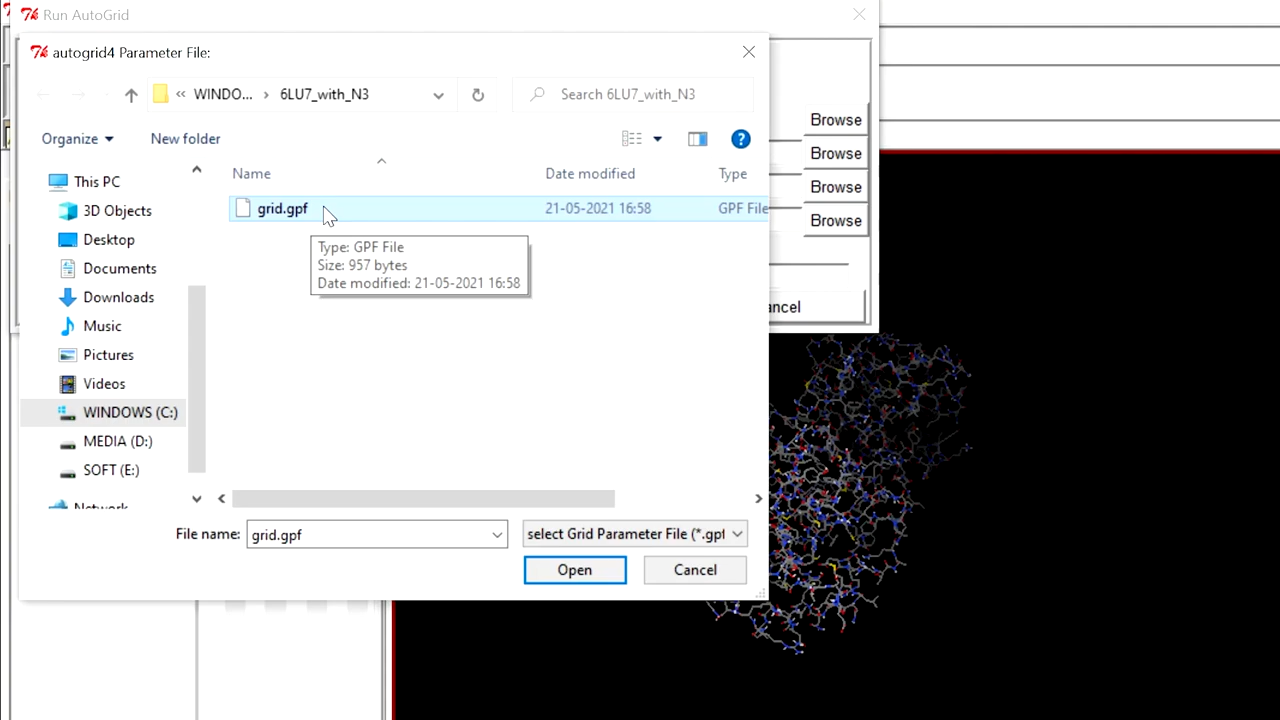 Run AutoGrid
autogrid4 Parameter File:
« WINDO... › 6LU7_with_N3
Search 6LU7_with_N3
Browse
Organize
New folder
Browse
Name
Date modified
Type
This PC
Browse
3D Objects
grid.gpf
21-05-2021 16:58
GPF File
Browse
Desktop
Type: GPF File
Size: 957 bytes
Date modified: 21-05-2021 16:58
Documents
Downloads
ancel
Music
Pictures
Videos
WINDOWS (C:)
MEDIA (D:)
SOFT (E:)
Network
File name:
grid.gpf
select Grid Parameter File (*.gpf
Open
Cancel